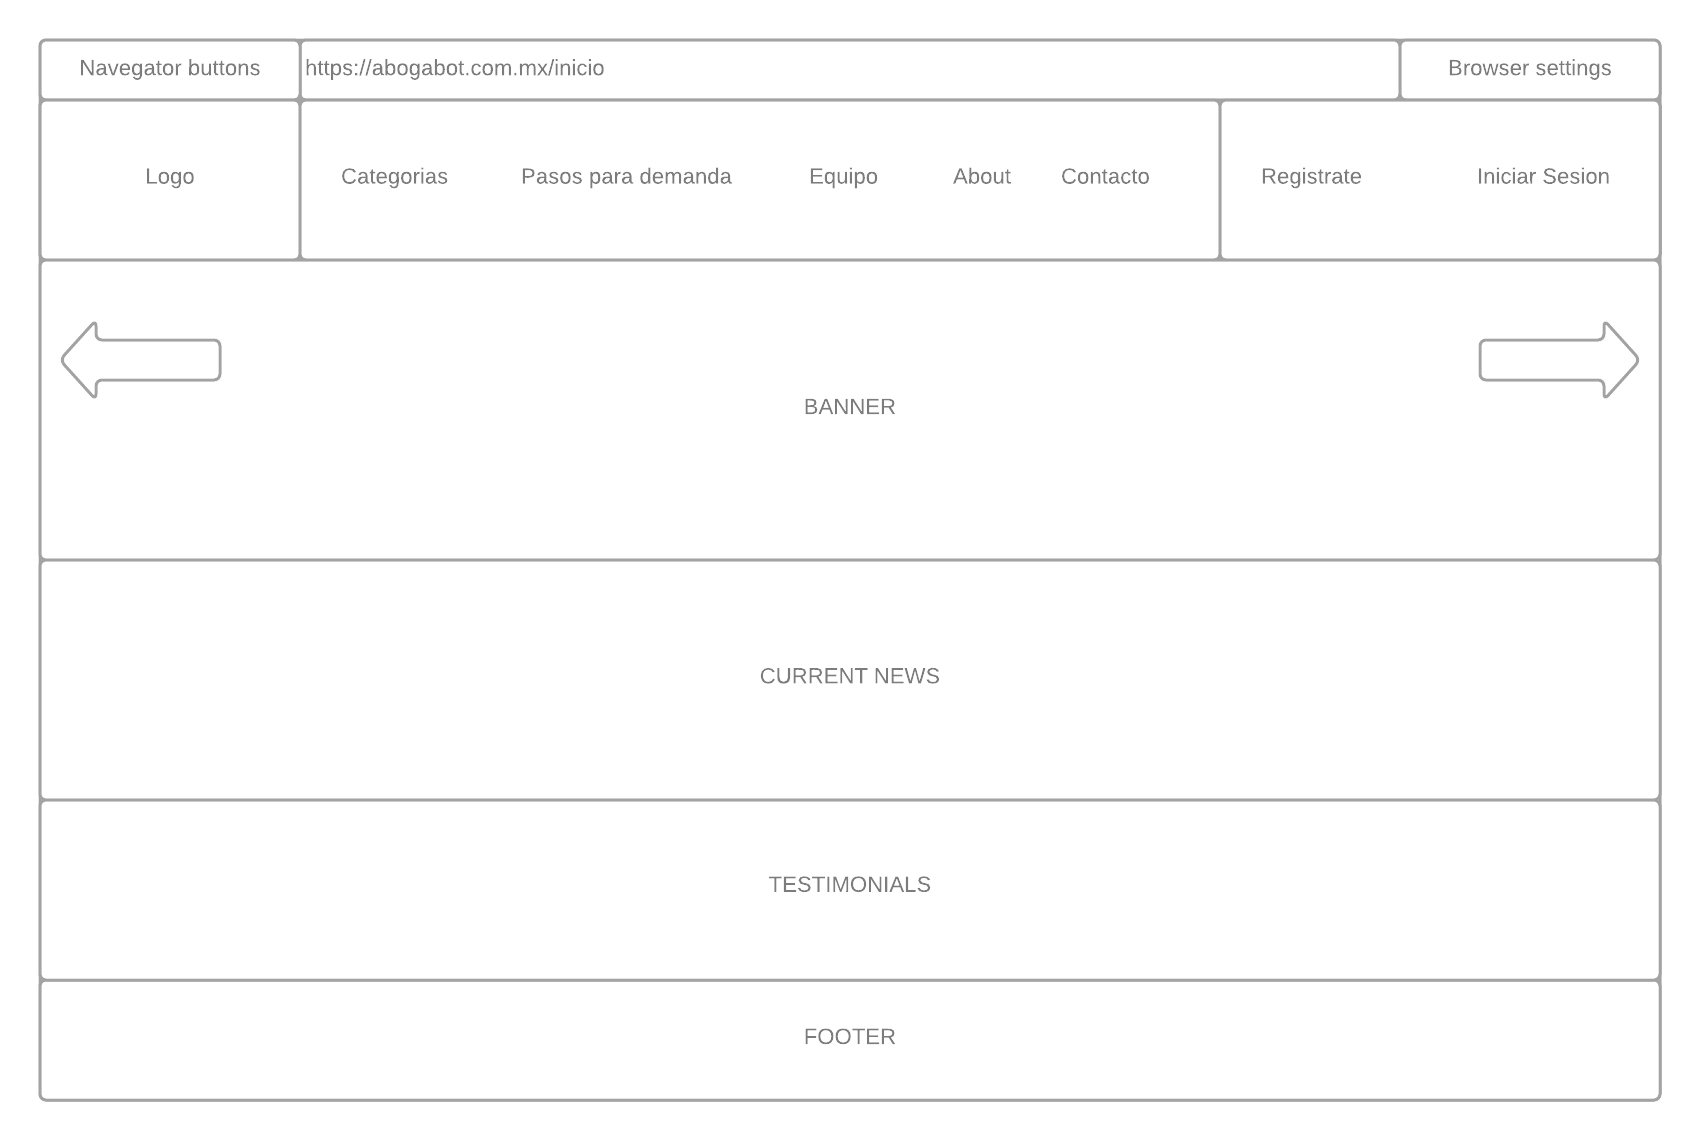 Navegator buttons
https://abogabot.com.mx/inicio
Browser settings
Logo
Categorias
Pasos para demanda
Equipo
About
Contacto
Registrate
Iniciar Sesion
BANNER
CURRENT NEWS
TESTIMONIALS
FOOTER